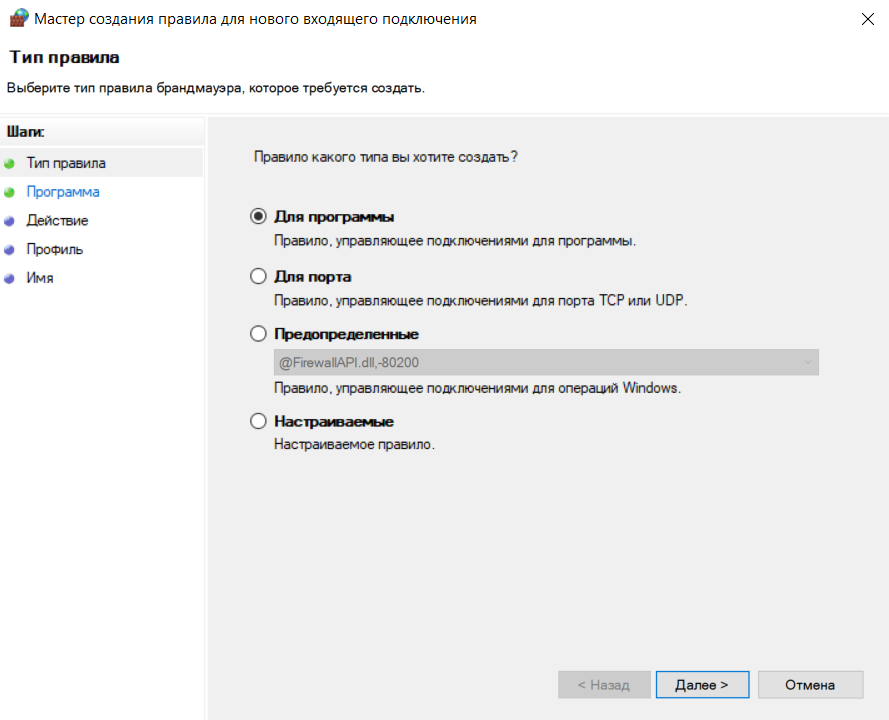 Мастер создания правила для нового входящего подключения
Тип правила
Выберите тип правила брандмауэра, которое требуется создать.
Шаги:
Тип правила
Программа
Действие
Профиль
Имя
Правило какого типа вы хотите создать?
Для программы
Правило, управляющее подключениями для программы.
Для порта
Правило, управляющее подключениями для порта TCP или UDP.
Предопределенные
@FirewallAPI.dll,-80200
Правило, управляющее подключениями для операций Windows.
Настраиваемые
Настраиваемое правило.
< Назад
Далее >
Отмена